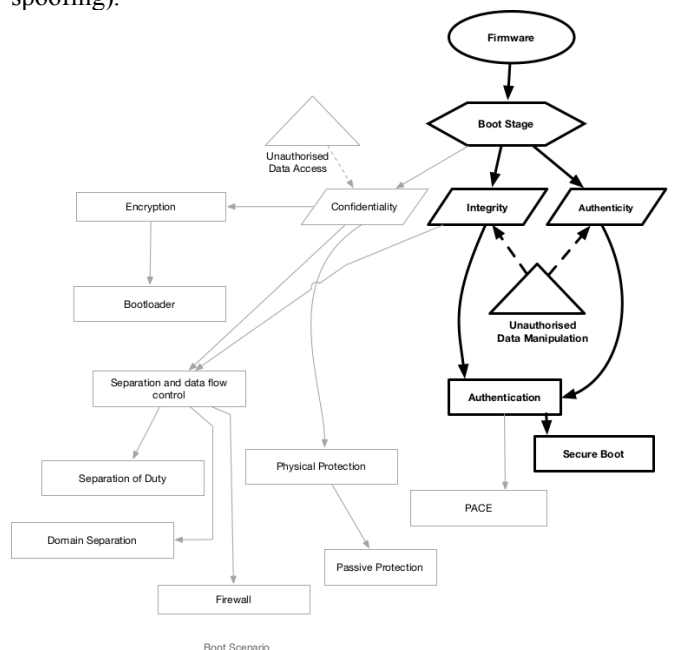 spoofing).
Firmware
Boot Stage
Unauthorised
Data Access
Encryption
Confidentiality
Integrity
Authenticity
Bootloader
Unauthorised
Data Manipulation
Separation and data flow
control
Authentication
Secure Boot
Separation of Duty
Physical Protection
PACE
Domain Separation
Passive Protection
Firewall
Boot Scenario